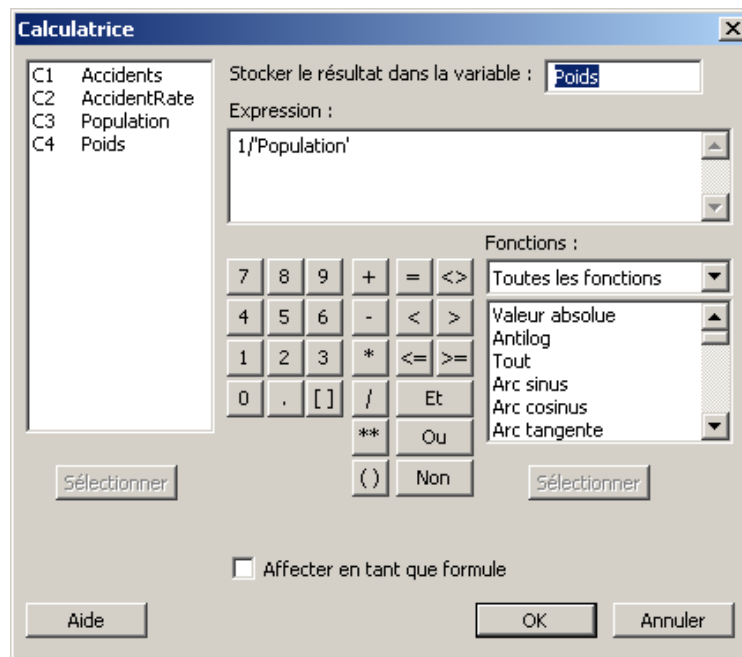 Calculatrice
C1 Accidents
C2 AccidentRate
C3 Population
C4 Poids
Stocker le résultat dans la variable : Poids
Expression :
1/'Population'
Fonctions :
7 8 9 + = <> Toutes les fonctions
4 5 6 - < > Valeur absolue
Antilog
1 2 3 * <= >= Tout
Arc sinus
0 . [ ] / Et Arc cosinus
** Ou Arc tangente
( ) Non
Sélectionner Sélectionner
Affecter en tant que formule
Aide OK Annuler